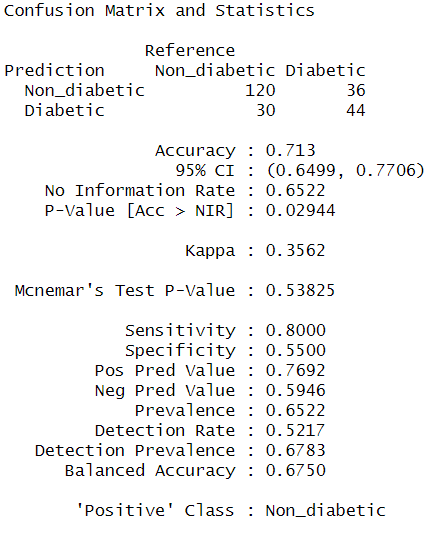 Confusion Matrix and Statistics
Reference
Prediction Non_diabetic Diabetic
Non_diabetic 120 36
Diabetic 30 44
Accuracy : 0.713
95% CI : (0.6499, 0.7706)
No Information Rate : 0.6522
P-Value [Acc > NIR] : 0.02944
Kappa : 0.3562
Mcnemar's Test P-Value : 0.53825
Sensitivity : 0.8000
Specificity : 0.5500
Pos Pred Value : 0.7692
Neg Pred Value : 0.5946
Prevalence : 0.6522
Detection Rate : 0.5217
Detection Prevalence : 0.6783
Balanced Accuracy : 0.6750
'Positive' Class : Non_diabetic